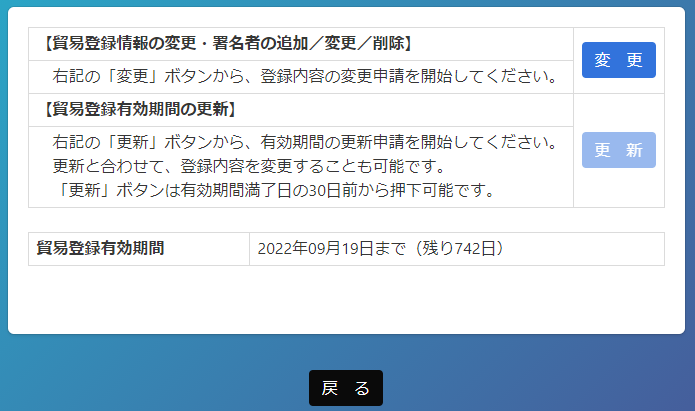 【貿易登録情報の変更・署名者の追加／変更／削除】
右記の「変更」ボタンから、登録内容の変更申請を開始してください。
変　更
【貿易登録有効期間の更新】
右記の「更新」ボタンから、有効期間の更新申請を開始してください。
更新と合わせて、登録内容を変更することも可能です。
「更新」ボタンは有効期間満了日の30日前から押下可能です。
更　新
貿易登録有効期間　2022年09月19日まで（残り742日）
戻　る